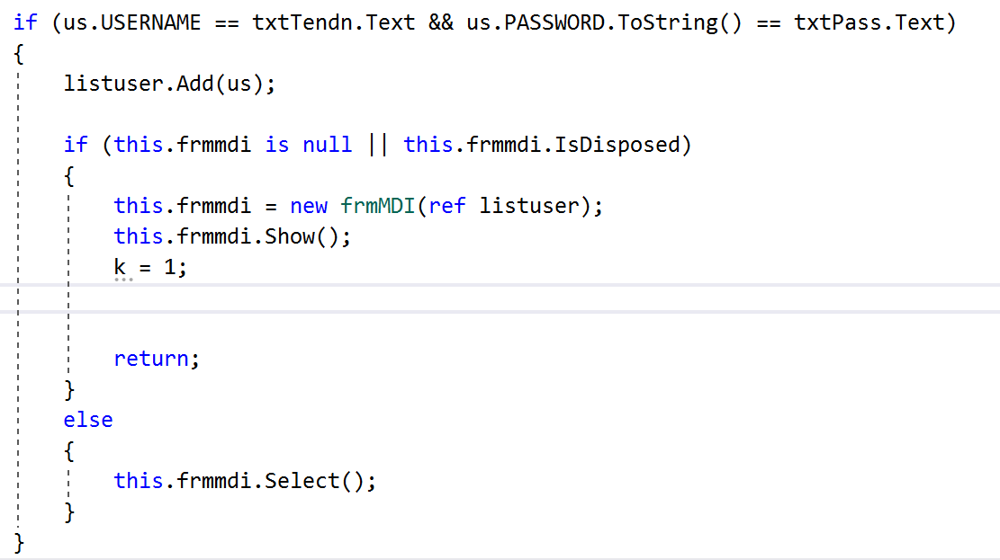 if (us.USERNAME == txtTendn.Text && us.PASSWORD.ToString() == txtPass.Text)
{
    listuser.Add(us);
    if (this.frmmdi is null || this.frmmdi.IsDisposed)
    {
        this.frmmdi = new frmMDI(ref listuser);
        this.frmmdi.Show();
        k = 1;
        return;
    }
    else
    {
        this.frmmdi.Select();
    }
}